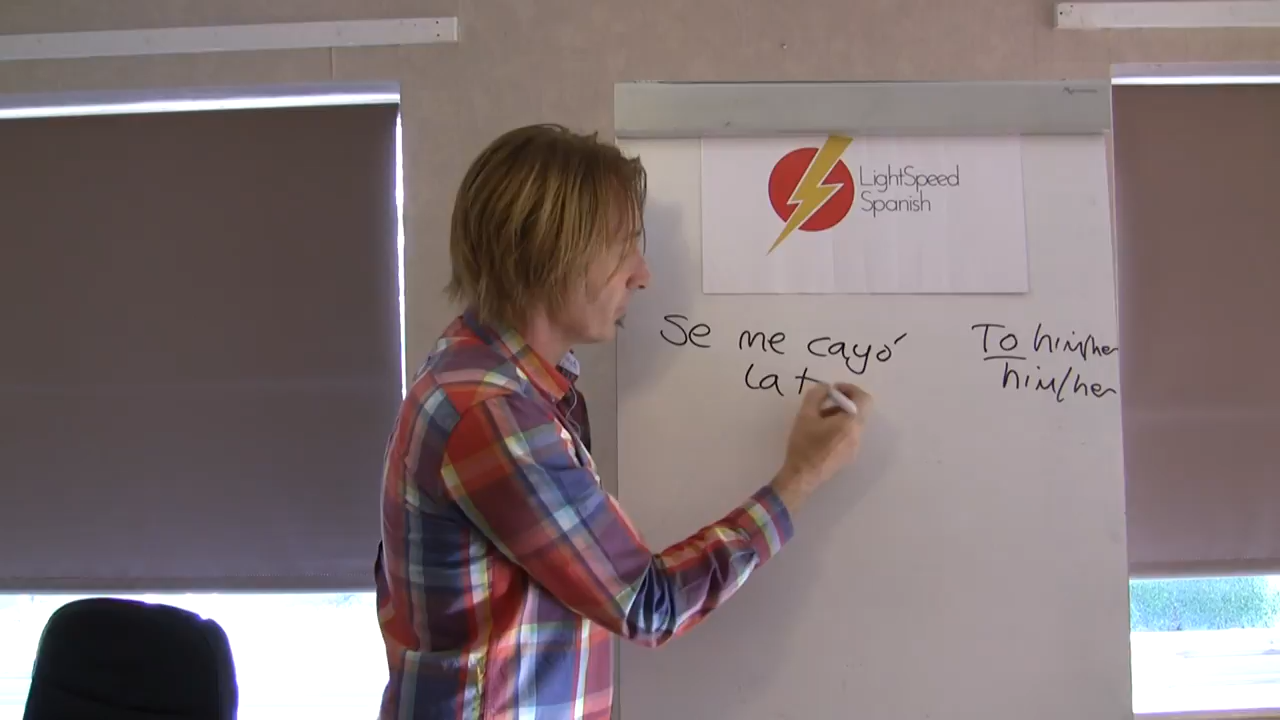 LightSpeed
Spanish
Se me cayó
La t
To him/her
him/her